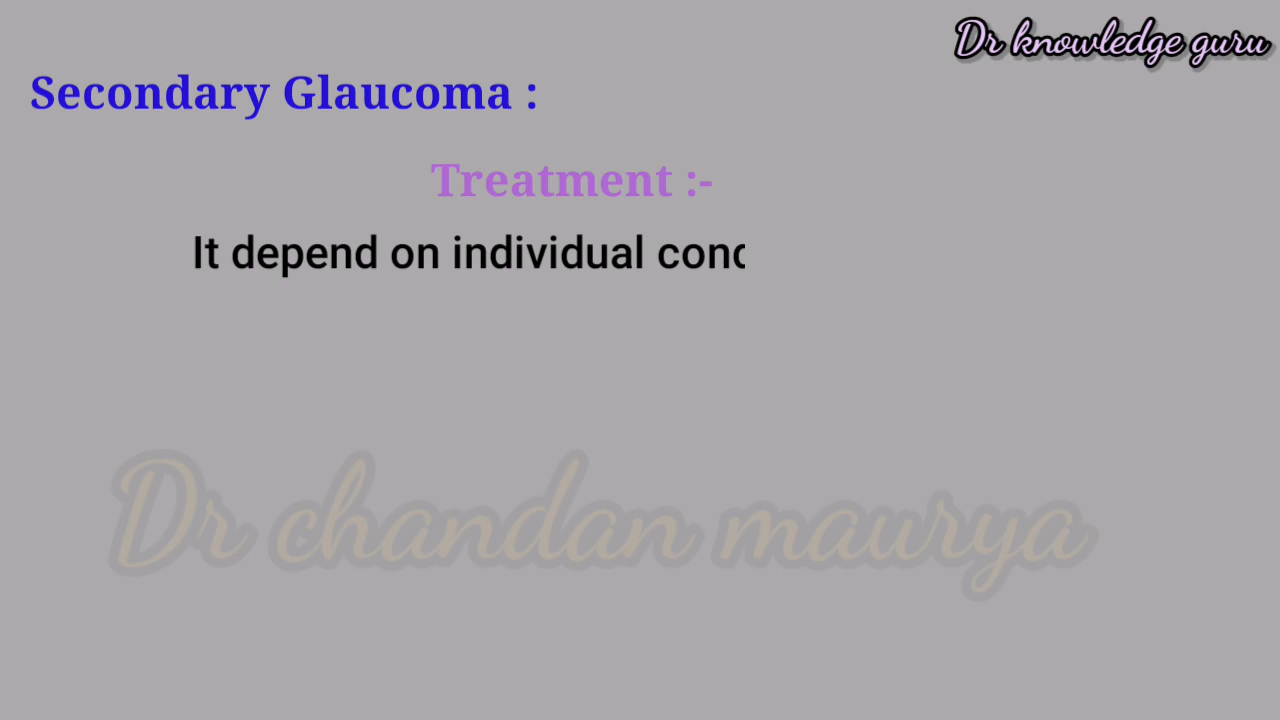 Dr knowledge guru
Secondary Glaucoma :
Treatment :-
It depend on individual
Dr chandan maurya